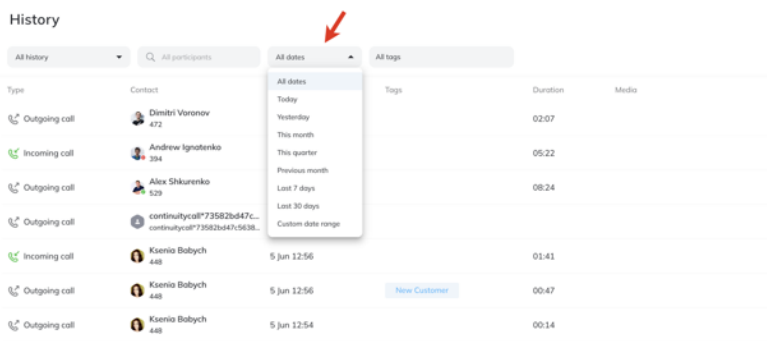 History
All history
All participants
All dates
All tags
Type
Contact
Tags
Duration
Media
All dates
Today
Yesterday
This month
This quarter
Previous month
Last 7 days
Last 30 days
Custom date range
Outgoing call
Dimitri Voronov
472
02:07
Incoming call
Andrew Ignatenko
394
05:22
Outgoing call
Alex Shkurenko
529
08:24
Outgoing call
continuitycall*73582bd47c...
continuitycall*73582bd47c5638...
Incoming call
Ksenia Babych
448
5 Jun 12:56
01:41
Outgoing call
Ksenia Babych
448
5 Jun 12:56
New Customer
00:47
Outgoing call
Ksenia Babych
448
5 Jun 12:54
00:14